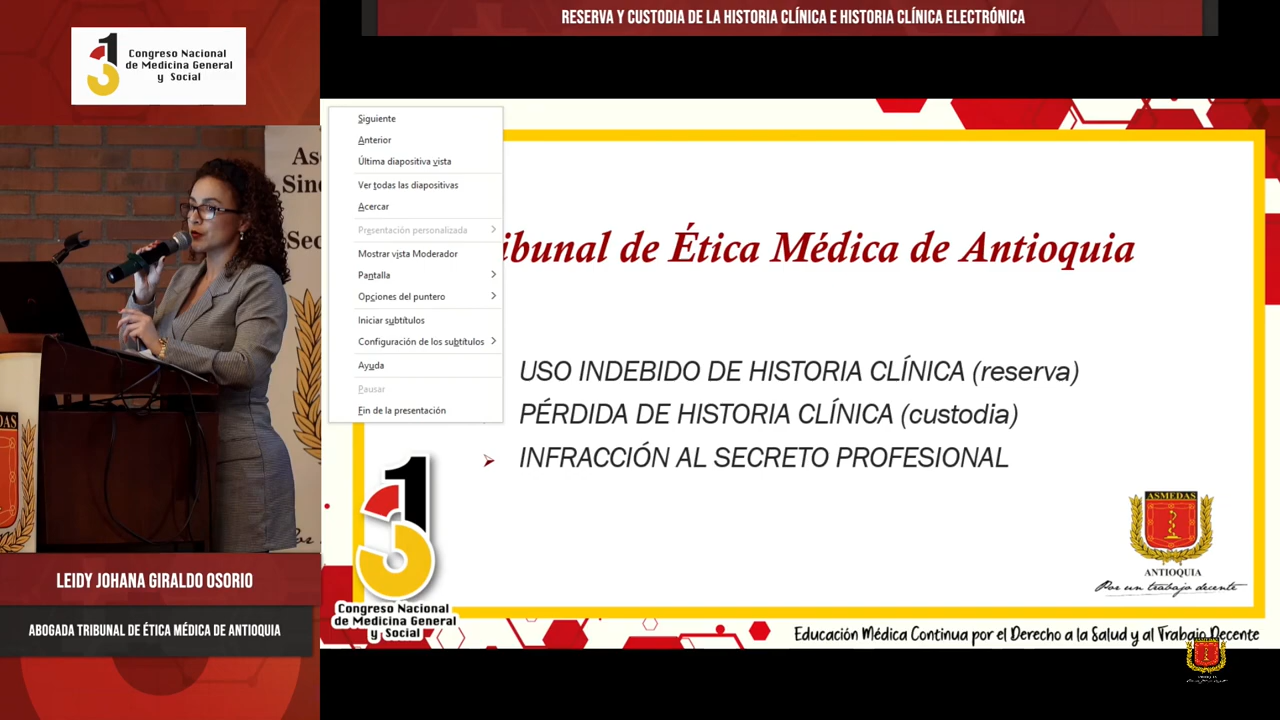 RESERVA Y CUSTODIA DE LA HISTORIA CLÍNICA E HISTORIA CLÍNICA ELECTRÓNICA
Congreso Nacional
de Medicina General
y Social
Siguiente
Anterior
Última diapositiva vista
Ver todas las diapositivas
Acercar
Presentación personalizada
Mostrar vista Moderador
Pantalla
Opciones del puntero
Iniciar subtítulos
Configuración de los subtítulos
Ayuda
Pausar
Fin de la presentación
ibunal de Ética Médica de Antioquia
USO INDEBIDO DE HISTORIA CLÍNICA (reserva)
PÉRDIDA DE HISTORIA CLÍNICA (custodia)
INFRACCIÓN AL SECRETO PROFESIONAL
ASMEDAS
ANTIOQUIA
Por un trabajo decente
13
Congreso Nacional
de Medicina General
y Social
Educación Médica Continua por el Derecho a la Salud y al Trabajo Decente
LEIDY JOHANA GIRALDO OSORIO
ABOGADA TRIBUNAL DE ÉTICA MÉDICA DE ANTIOQUIA